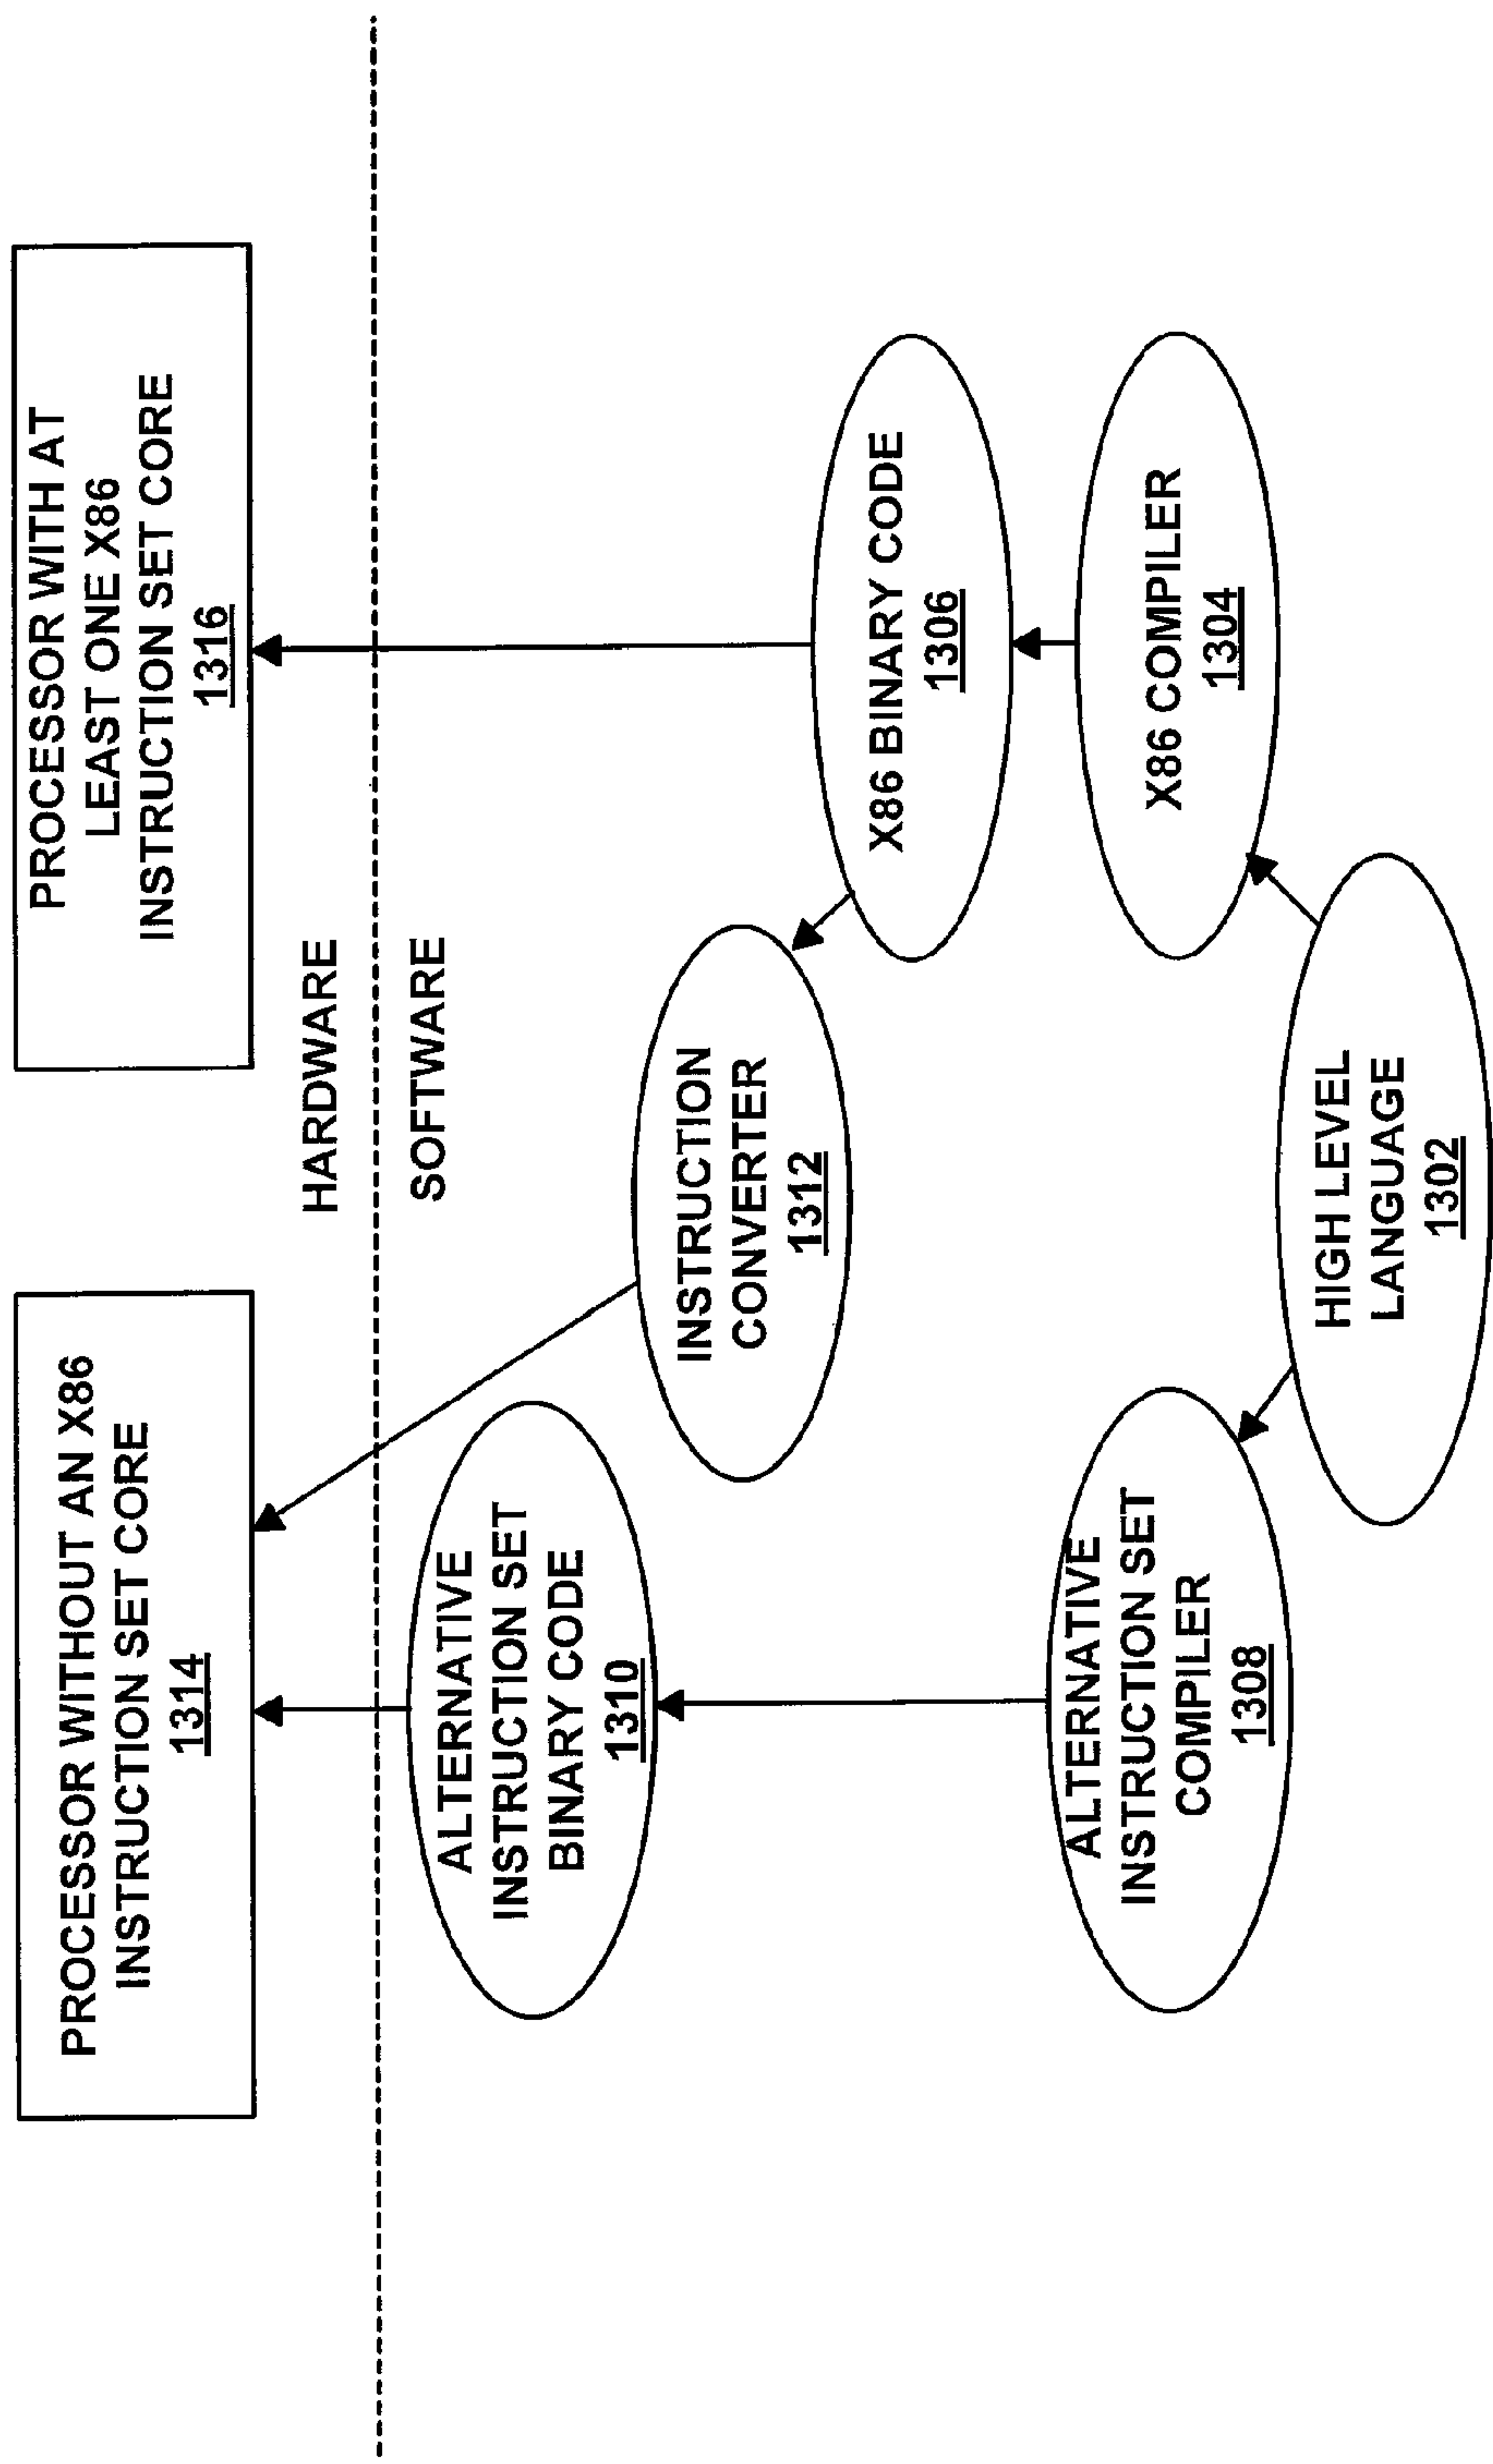 PROCESSOR WITHOUT AN X86
INSTRUCTION SET CORE
1314
PROCESSOR WITH AT
LEAST ONE X86
INSTRUCTION SET CORE
1316
HARDWARE
SOFTWARE
ALTERNATIVE
INSTRUCTION SET
BINARY CODE
1310
INSTRUCTION
CONVERTER
1312
X86 BINARY CODE
1306
ALTERNATIVE
INSTRUCTION SET
COMPILER
1308
X86 COMPILER
1304
HIGH LEVEL
LANGUAGE
1302